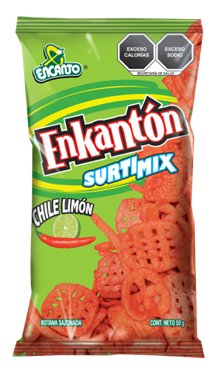 ENCANTO
EXCESO
CALORÍAS
EXCESO
SODIO
SECRETARÍA DE SALUD
Enkantón
SURTIMIX
CHILE LIMÓN
BOTANA SAZONADA
CONT. NETO 50 g